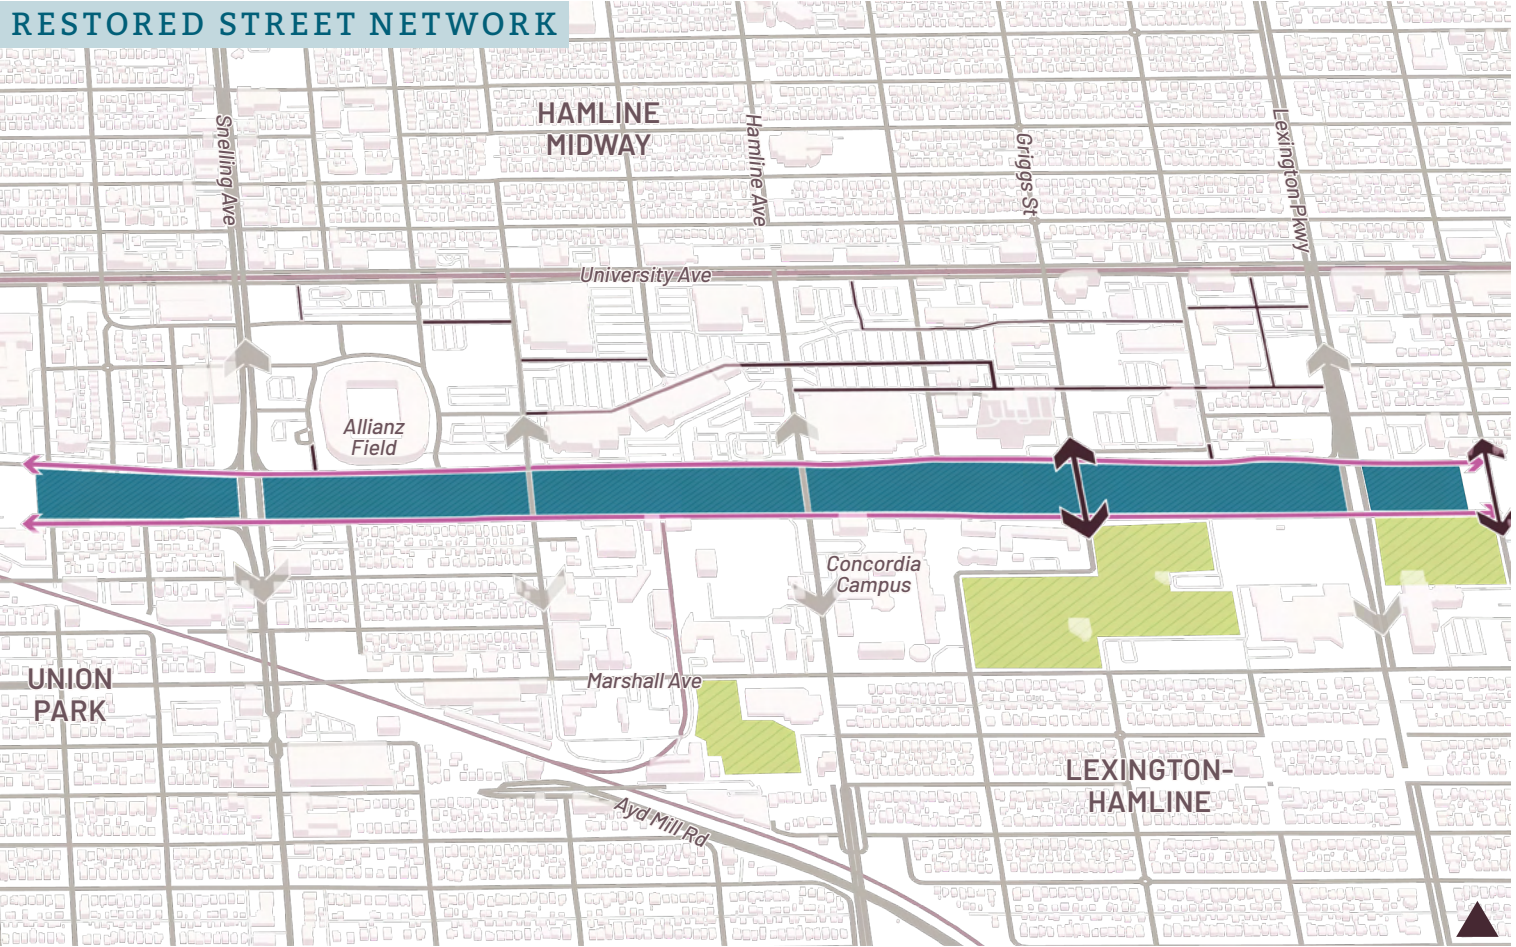 RESTORED STREET NETWORK
HAMLINE
MIDWAY
Snelling Ave
Hamline Ave
Griggs St
Lexington Pkwy
University Ave
Allianz
Field
Concordia
Campus
UNION
PARK
Marshall Ave
LEXINGTON-
HAMLINE
Ayd Mill Rd